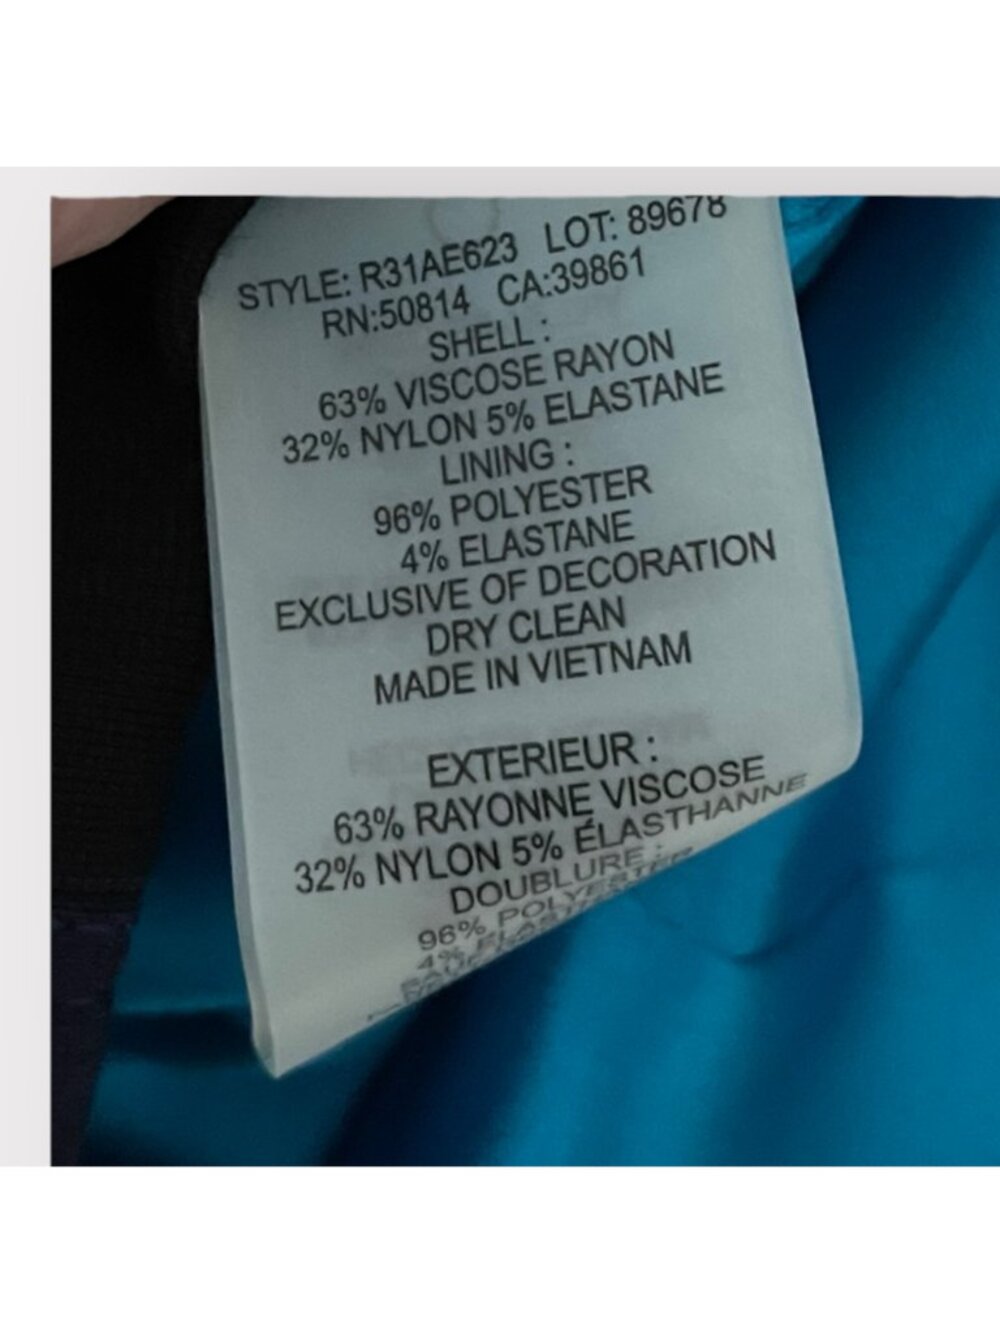 STYLE: R31AE623 LOT: 89678
RN:50814 CA:39861
SHELL :
63% VISCOSE RAYON
32% NYLON 5% ELASTANE
LINING :
96% POLYESTER
4% ELASTANE
EXCLUSIVE OF DECORATION
DRY CLEAN
MADE IN VIETNAM
EXTERIEUR :
63% RAYONNE VISCOSE
32% NYLON 5% ÉLASTHANNE
DOUBLURE :
96% POLYESTER
4%